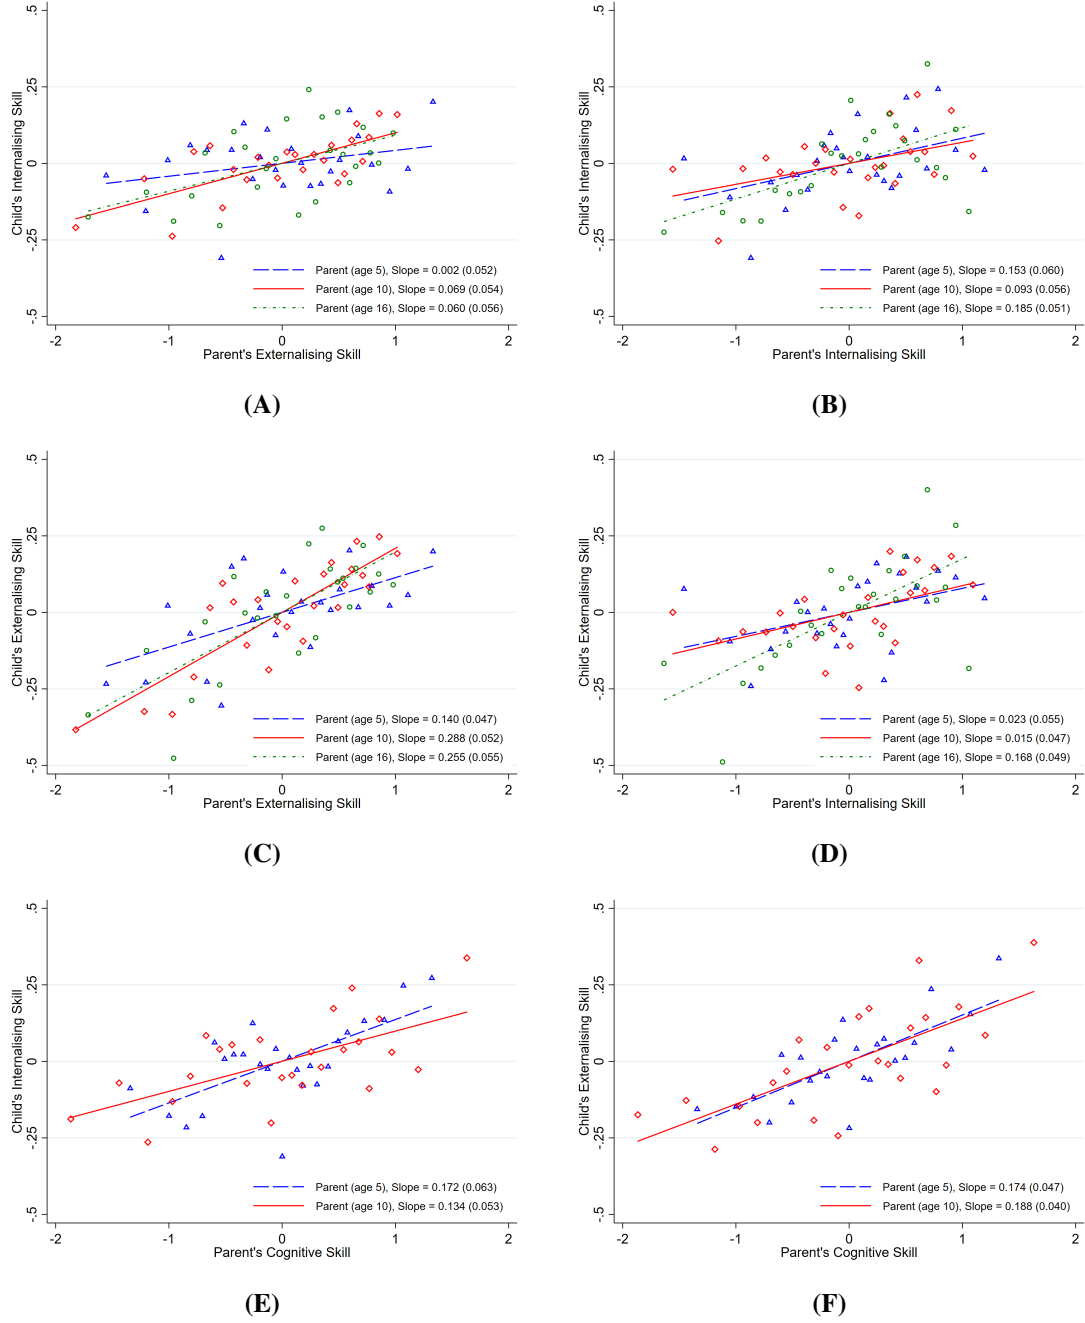 Child's Internalising Skill
.5
.25
0
-.25
-.5
Parent (age 5), Slope = 0.002 (0.052)
Parent (age 10), Slope = 0.069 (0.054)
Parent (age 16), Slope = 0.060 (0.056)
-2 -1 0 1 2
Parent's Externalising Skill
(A)
Child's Internalising Skill
.5
.25
0
-.25
-.5
Parent (age 5), Slope = 0.153 (0.060)
Parent (age 10), Slope = 0.093 (0.056)
Parent (age 16), Slope = 0.185 (0.051)
-2 -1 0 1 2
Parent's Internalising Skill
(B)
Child's Externalising Skill
.5
.25
0
-.25
-.5
Parent (age 5), Slope = 0.140 (0.047)
Parent (age 10), Slope = 0.288 (0.052)
Parent (age 16), Slope = 0.255 (0.055)
-2 -1 0 1 2
Parent's Externalising Skill
(C)
Child's Externalising Skill
.5
.25
0
-.25
-.5
Parent (age 5), Slope = 0.023 (0.055)
Parent (age 10), Slope = 0.015 (0.047)
Parent (age 16), Slope = 0.168 (0.049)
-2 -1 0 1 2
Parent's Internalising Skill
(D)
Child's Internalising Skill
.5
.25
0
-.25
-.5
Parent (age 5), Slope = 0.172 (0.063)
Parent (age 10), Slope = 0.134 (0.053)
-2 -1 0 1 2
Parent's Cognitive Skill
(E)
Child's Externalising Skill
.5
.25
0
-.25
-.5
Parent (age 5), Slope = 0.174 (0.047)
Parent (age 10), Slope = 0.188 (0.040)
-2 -1 0 1 2
Parent's Cognitive Skill
(F)